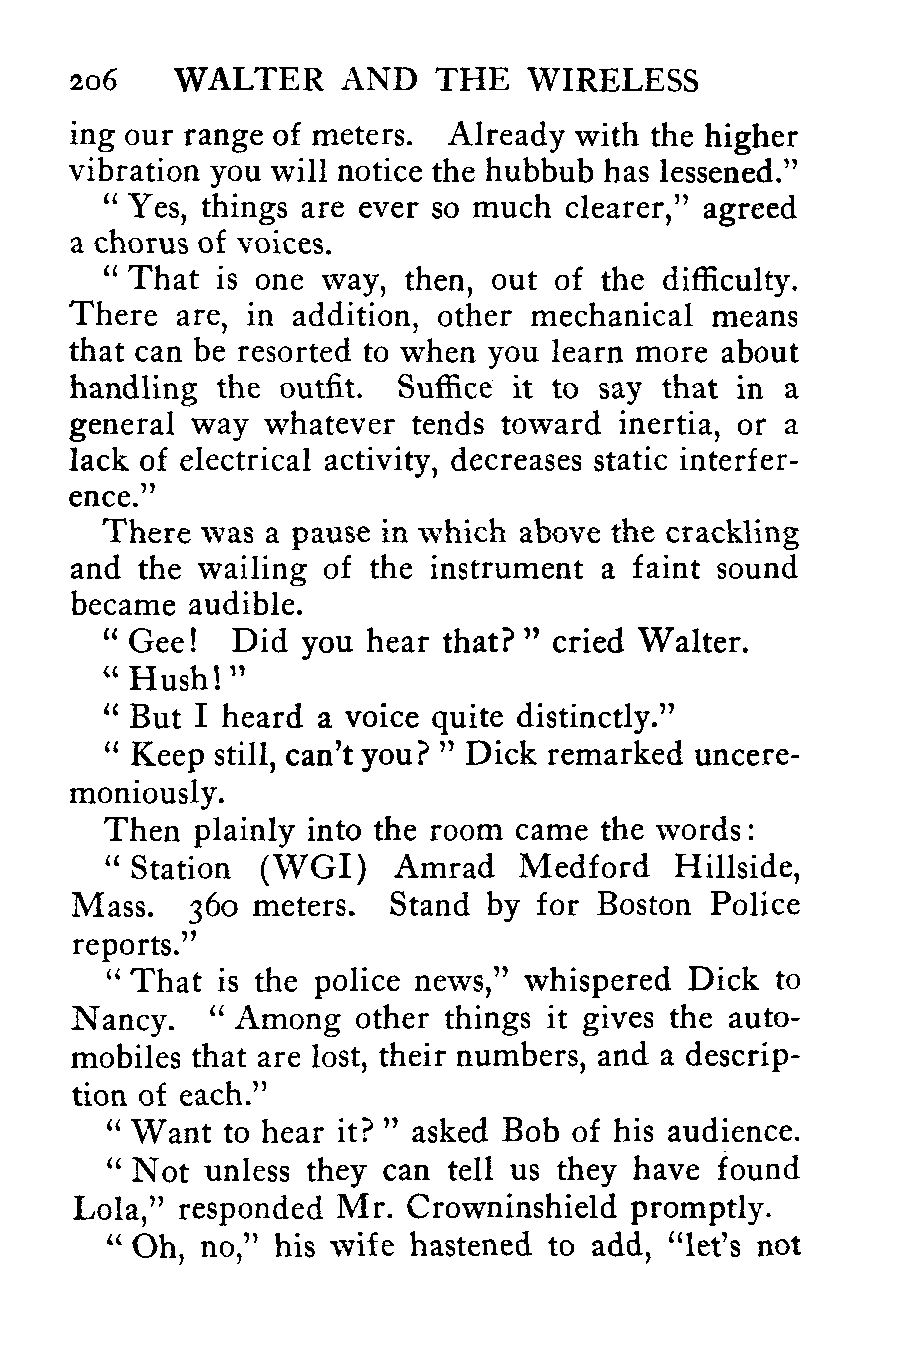 206 WALTER AND THE WIRELESS
ing our range of meters. Already with the higher
vibration you will notice the hubbub has lessened.”
“ Yes, things are ever so much clearer,” agreed
a chorus of voices.
“ That is one way, then, out of the difficulty.
There are, in addition, other mechanical means
that can be resorted to when you learn more about
handling the outfit. Suffice it to say that in a
general way whatever tends toward inertia, or a
lack of electrical activity, decreases static interfer-
ence.”
There was a pause in which above the crackling
and the wailing of the instrument a faint sound
became audible.
“ Gee! Did you hear that? ” cried Walter.
“ Hush! ”
“ But I heard a voice quite distinctly.”
“ Keep still, can’t you? ” Dick remarked uncere-
moniously.
Then plainly into the room came the words:
“ Station (WGI) Amrad Medford Hillside,
Mass. 360 meters. Stand by for Boston Police
reports.”
“ That is the police news,” whispered Dick to
Nancy. “ Among other things it gives the auto-
mobiles that are lost, their numbers, and a descrip-
tion of each.”
“ Want to hear it? ” asked Bob of his audience.
“ Not unless they can tell us they have found
Lola,” responded Mr. Crowninshield promptly.
“ Oh, no,” his wife hastened to add, “let’s not